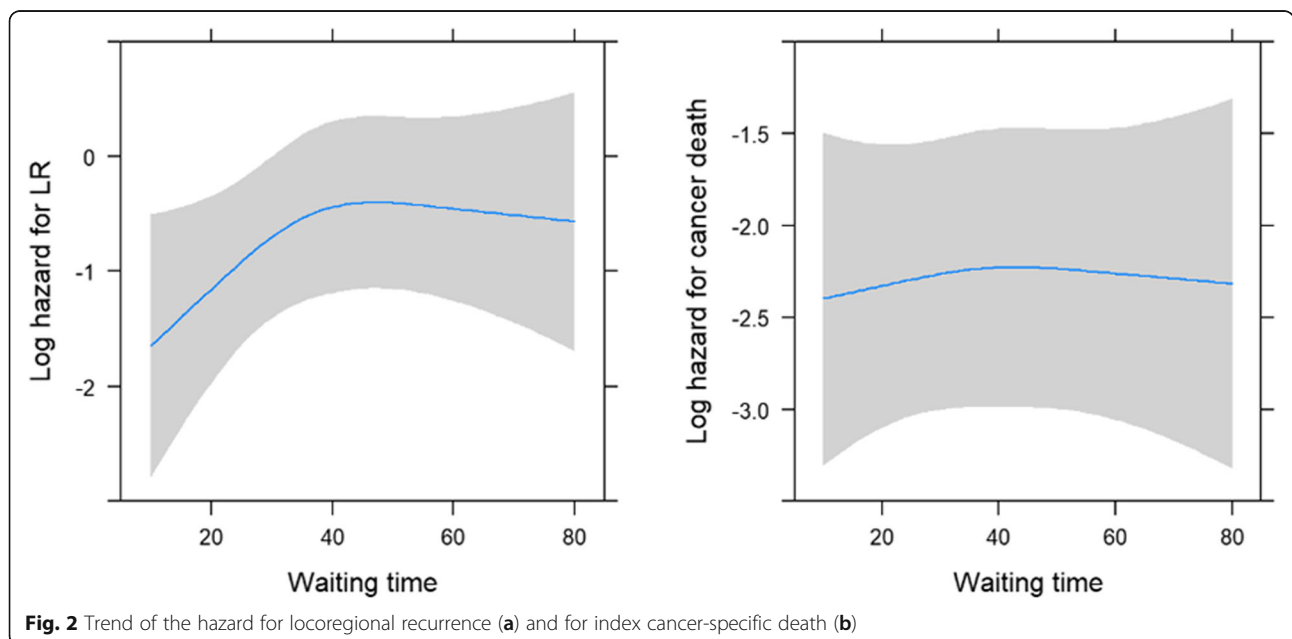 Log hazard for LR
0
-1
-2
20 40 60 80
Waiting time
Log hazard for cancer death
-1.5
-2.0
-2.5
-3.0
20 40 60 80
Waiting time
Fig. 2 Trend of the hazard for locoregional recurrence (a) and for index cancer-specific death (b)